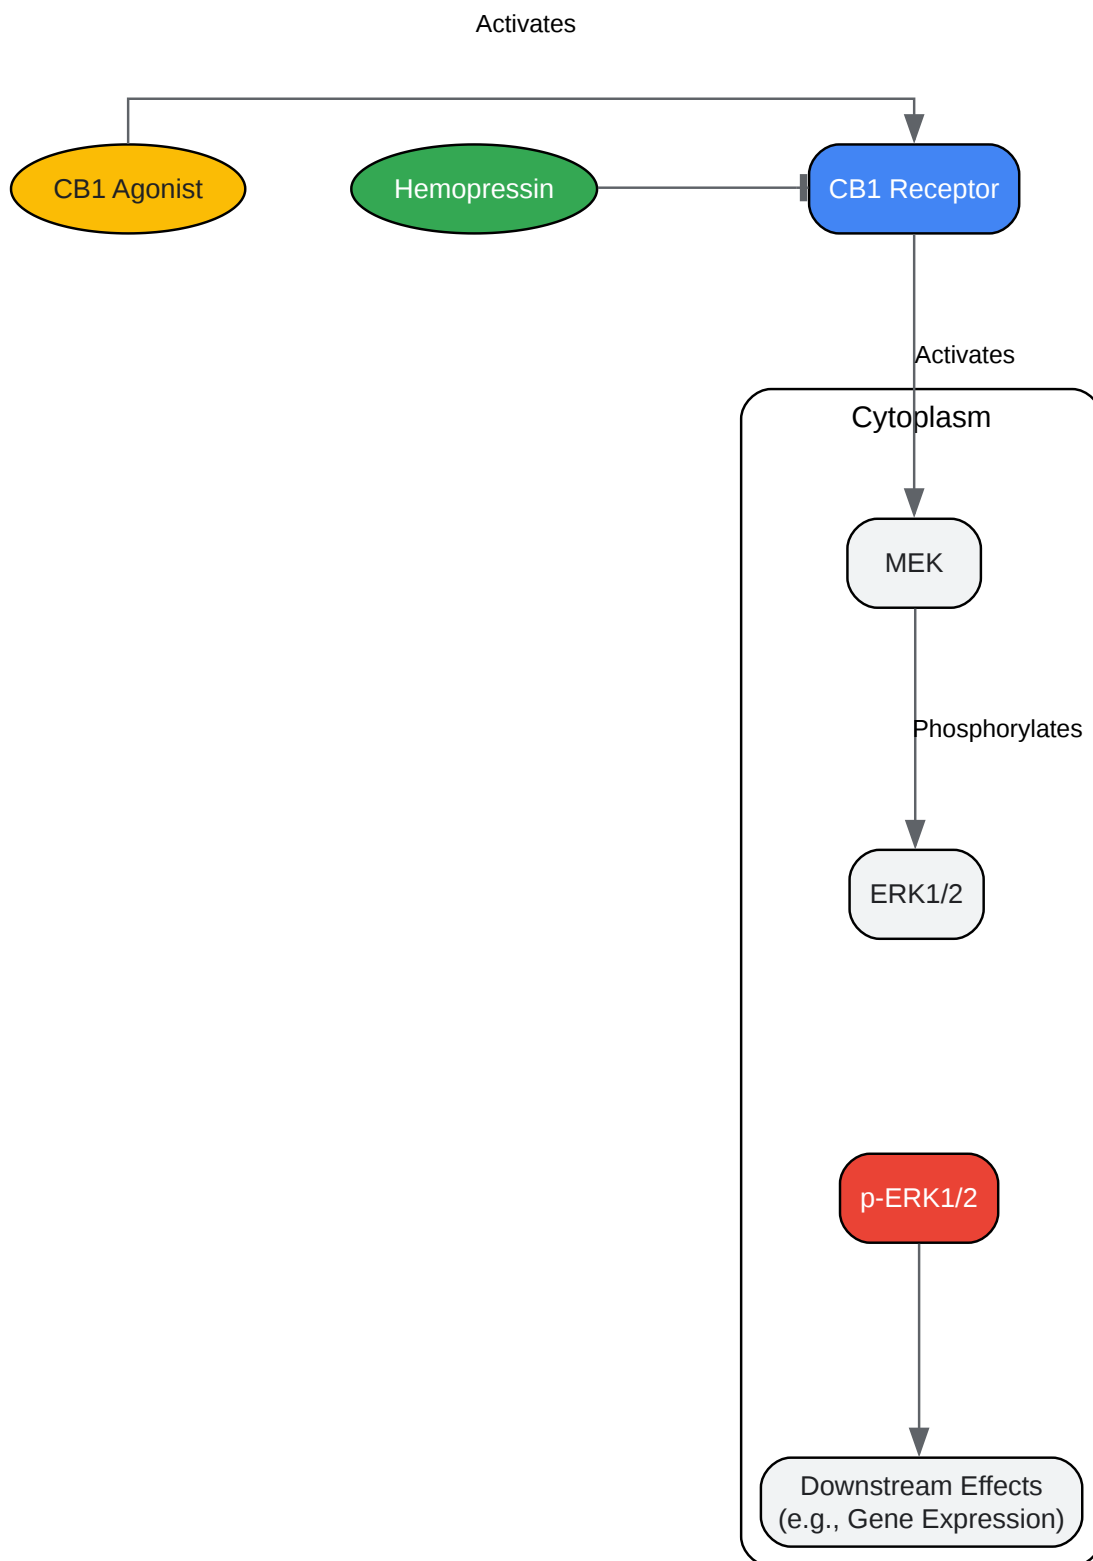 Activates
CB1 Agonist
Hemopressin
CB1 Receptor
Activates
Cytoplasm
MEK
Phosphorylates
ERK1/2
p-ERK1/2
Downstream Effects
(e.g., Gene Expression)